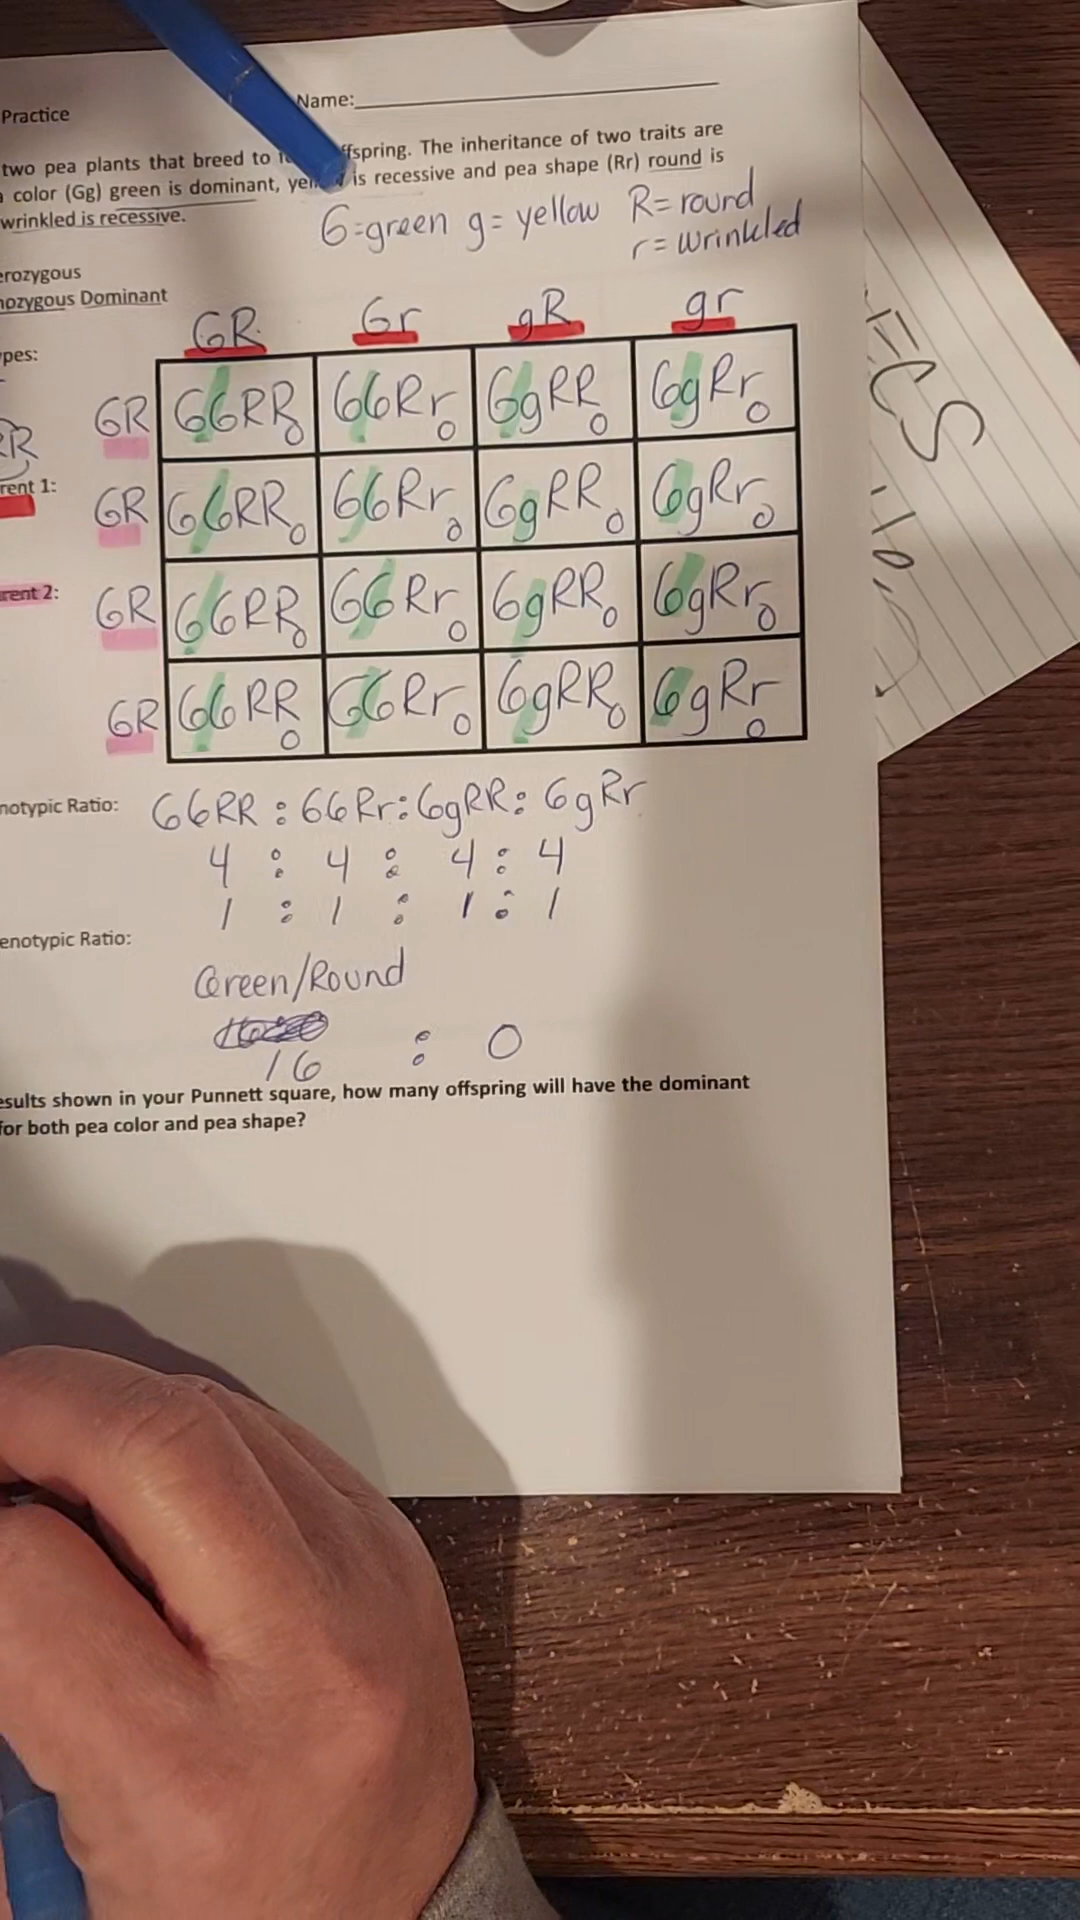 Practice
Name:
two pea plants that breed to offspring. The inheritance of two traits are
color (Gg) green is dominant, is recessive and pea shape (Rr) round is
wrinkled is recessive.
G=green g=yellow R=round
r=wrinkled
erozygous
nozygous Dominant
GR Gr gR gr
ypes:
GR GGRR GGRr GgRR GgRr
RR
rent 1:
GR GGRR GGRr GgRR GgRr
arent 2:
GR GGRR GGRr GgRR GgRr
GR GGRR GGRr GgRR GgRr
notypic Ratio: GGRR : GGRr : GgRR : GgRr
4 : 4 : 4 : 4
1 : 1 : 1 : 1
enotypic Ratio:
Green/Round
16 : 0
esults shown in your Punnett square, how many offspring will have the dominant
for both pea color and pea shape?